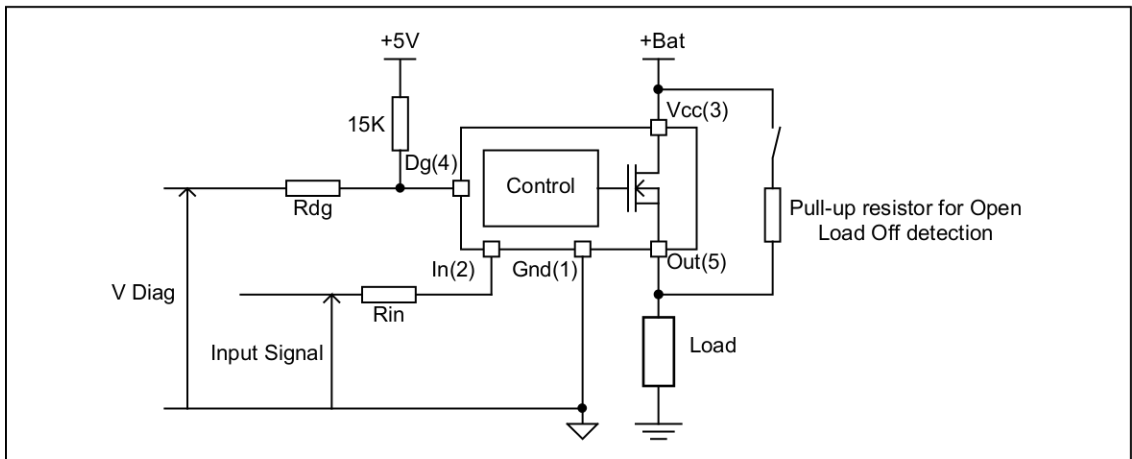 +5V
+Bat
Vcc(3)
15K
Dg(4)
Control
Rdg
Pull-up resistor for Open
Load Off detection
In(2)
Gnd(1)
Out(5)
V Diag
Rin
Input Signal
Load